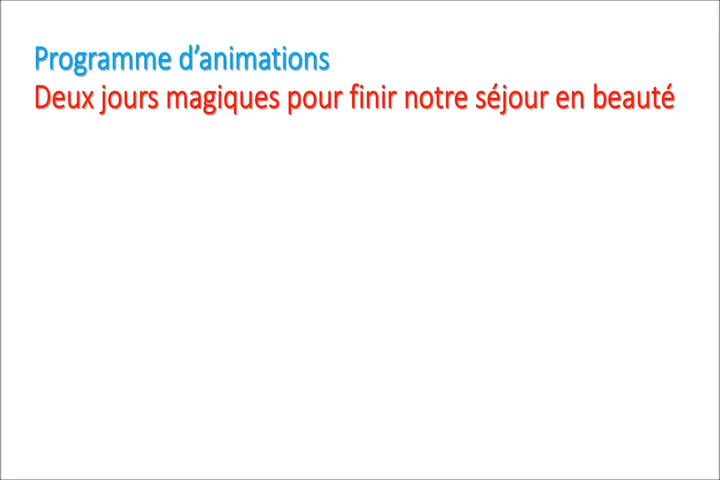 Programme d’animations
Deux jours magiques pour finir notre séjour en beauté